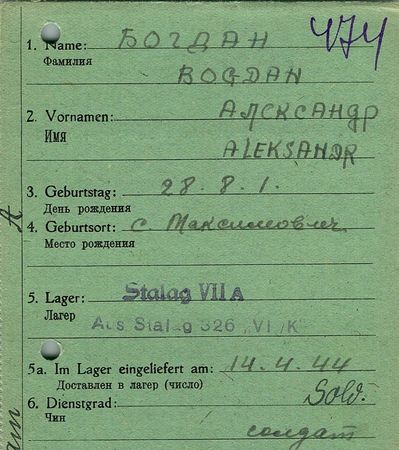 474
1. Name: БОГДАН
Фамилия
BOGDAN
2. Vornamen: АЛЕКСАНДР
Имя
ALEKSANDR
3. Geburtstag: 28.8.1.
День рождения
4. Geburtsort: с Максимович
Место рождения
5. Lager: Stalag VII A
Лагер
Aus Stalag 326 „VI/K"
5a. Im Lager eingeliefert am: 14.4.44
Доставлен в лагер (число)
6. Dienstgrad: Sold.
Чин
солдат